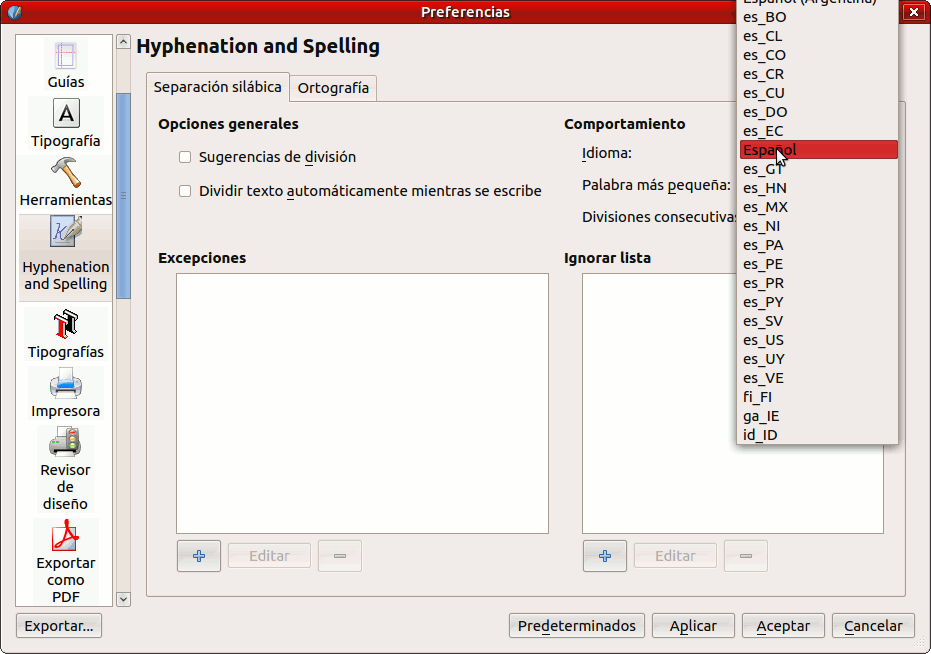 Preferencias
Guías
Tipografía
Herramientas
Hyphenation
and Spelling
Tipografías
Impresora
Revisor
de
diseño
Exportar
como
PDF
Hyphenation and Spelling
Separación silábica
Ortografía
Opciones generales
Sugerencias de división
Dividir texto automáticamente mientras se escribe
Excepciones
Editar
Comportamiento
Idioma:
Palabra más pequeña:
Divisiones consecutivas
Ignorar lista
Editar
Español (Argentina)
es_BO
es_CL
es_CO
es_CR
es_CU
es_DO
es_EC
Español
es_GT
es_HN
es_MX
es_NI
es_PA
es_PE
es_PR
es_PY
es_SV
es_US
es_UY
es_VE
fi_FI
ga_IE
id_ID
Exportar...
Predeterminados
Aplicar
Aceptar
Cancelar